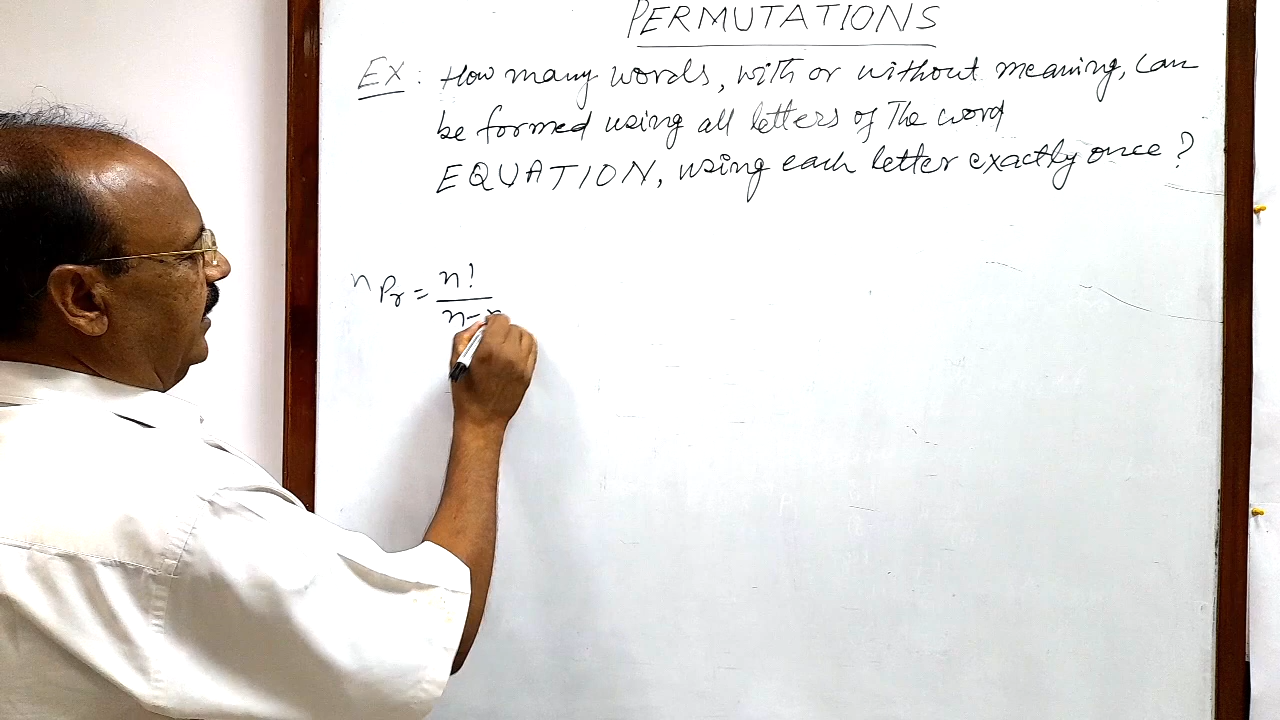 PERMUTATIONS
EX : How many words, with or without meaning, can
be formed using all letters of The word
EQUATION, using each letter exactly once ?
nPr = n!
n-r